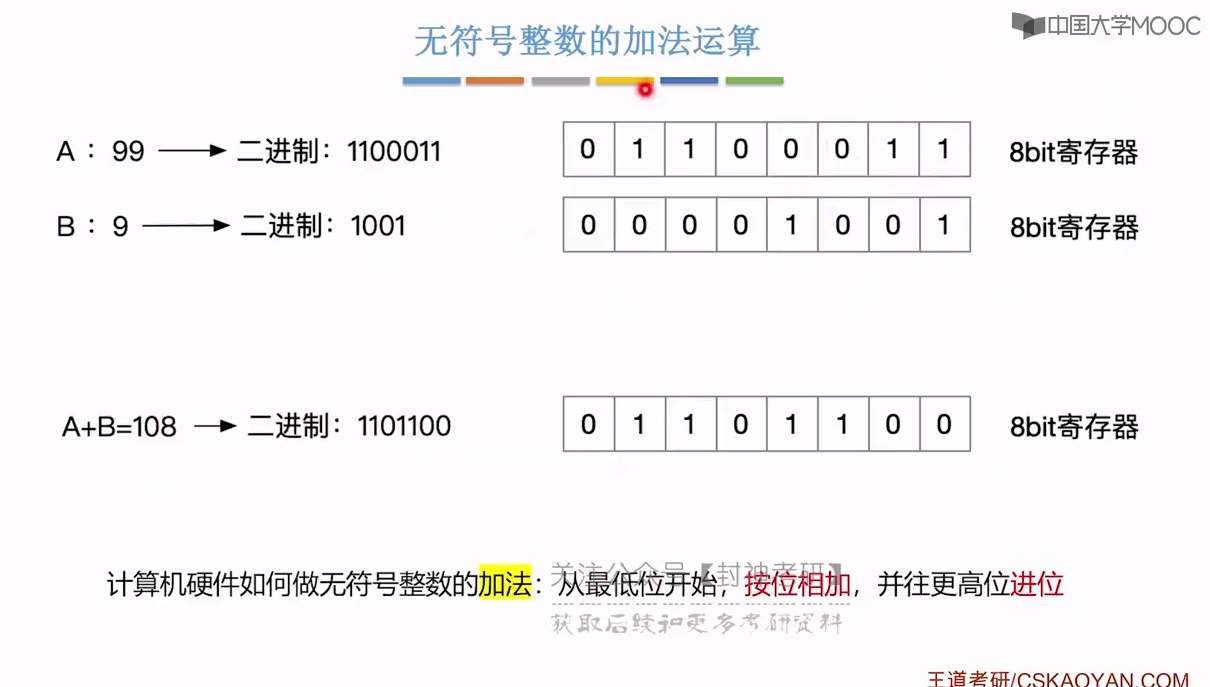 中国大学MOOC
无符号整数的加法运算
A : 99 → 二进制：1100011 0 1 1 0 0 0 1 1 8bit寄存器
B : 9 → 二进制：1001 0 0 0 0 1 0 0 1 8bit寄存器
A+B=108 → 二进制：1101100 0 1 1 0 1 1 0 0 8bit寄存器
计算机硬件如何做无符号整数的加法：从最低位开始，按位相加，并往更高位进位
关注公众号【封神考研】
获取后续和更多考研资料
王道考研/CSKAOYAN.COM